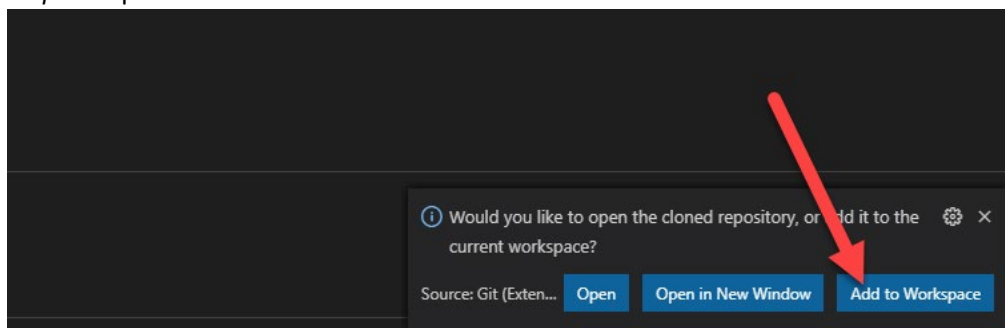 Would you like to open the cloned repository, or add it to the
current workspace?
Source: Git (Exten... Open Open in New Window Add to Workspace